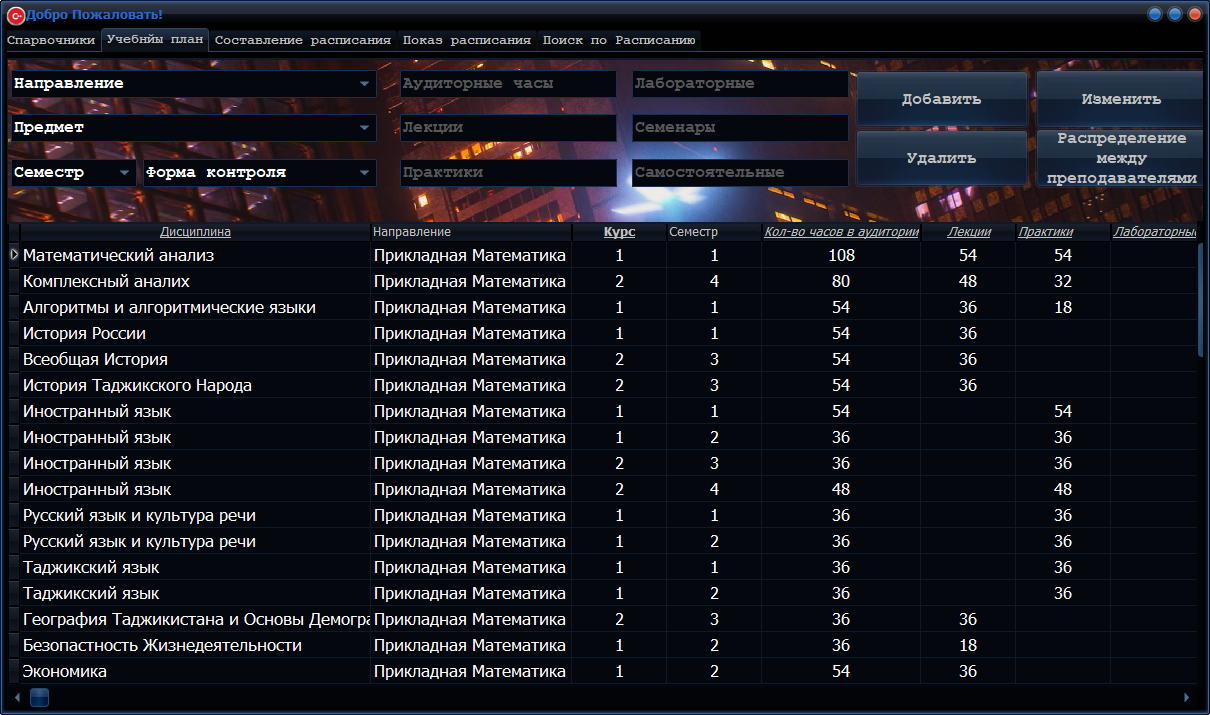 Добро Пожаловать!
Спарвочники Учебнйы план Составление расписания Показ расписания Поиск по Расписанию
Направление Аудиторные часы Лабораторные Добавить Изменить
Предмет Лекции Семенары
Семестр Форма контроля Практики Самостоятельные Удалить
Распределение
между
преподавателями
Дисциплина Направление Курс Семестр Кол-во часов в аудитории Лекции Практики Лабораторны
Математический анализ Прикладная Математика 1 1 108 54 54
Комплексный аналих Прикладная Математика 2 4 80 48 32
Алгоритмы и алгоритмические языки Прикладная Математика 1 1 54 36 18
История России Прикладная Математика 1 1 54 36
Всеобщая История Прикладная Математика 2 3 54 36
История Таджикского Народа Прикладная Математика 2 3 54 36
Иностранный язык Прикладная Математика 1 1 54 54
Иностранный язык Прикладная Математика 1 2 36 36
Иностранный язык Прикладная Математика 2 3 36 36
Иностранный язык Прикладная Математика 2 4 48 48
Русский язык и культура речи Прикладная Математика 1 1 36 36
Русский язык и культура речи Прикладная Математика 1 2 36 36
Таджикский язык Прикладная Математика 1 1 36 36
Таджикский язык Прикладная Математика 1 2 36 36
География Таджикистана и Основы Демогра Прикладная Математика 2 3 36 36
Безопастность Жизнедеятельности Прикладная Математика 1 2 36 18
Экономика Прикладная Математика 1 2 54 36